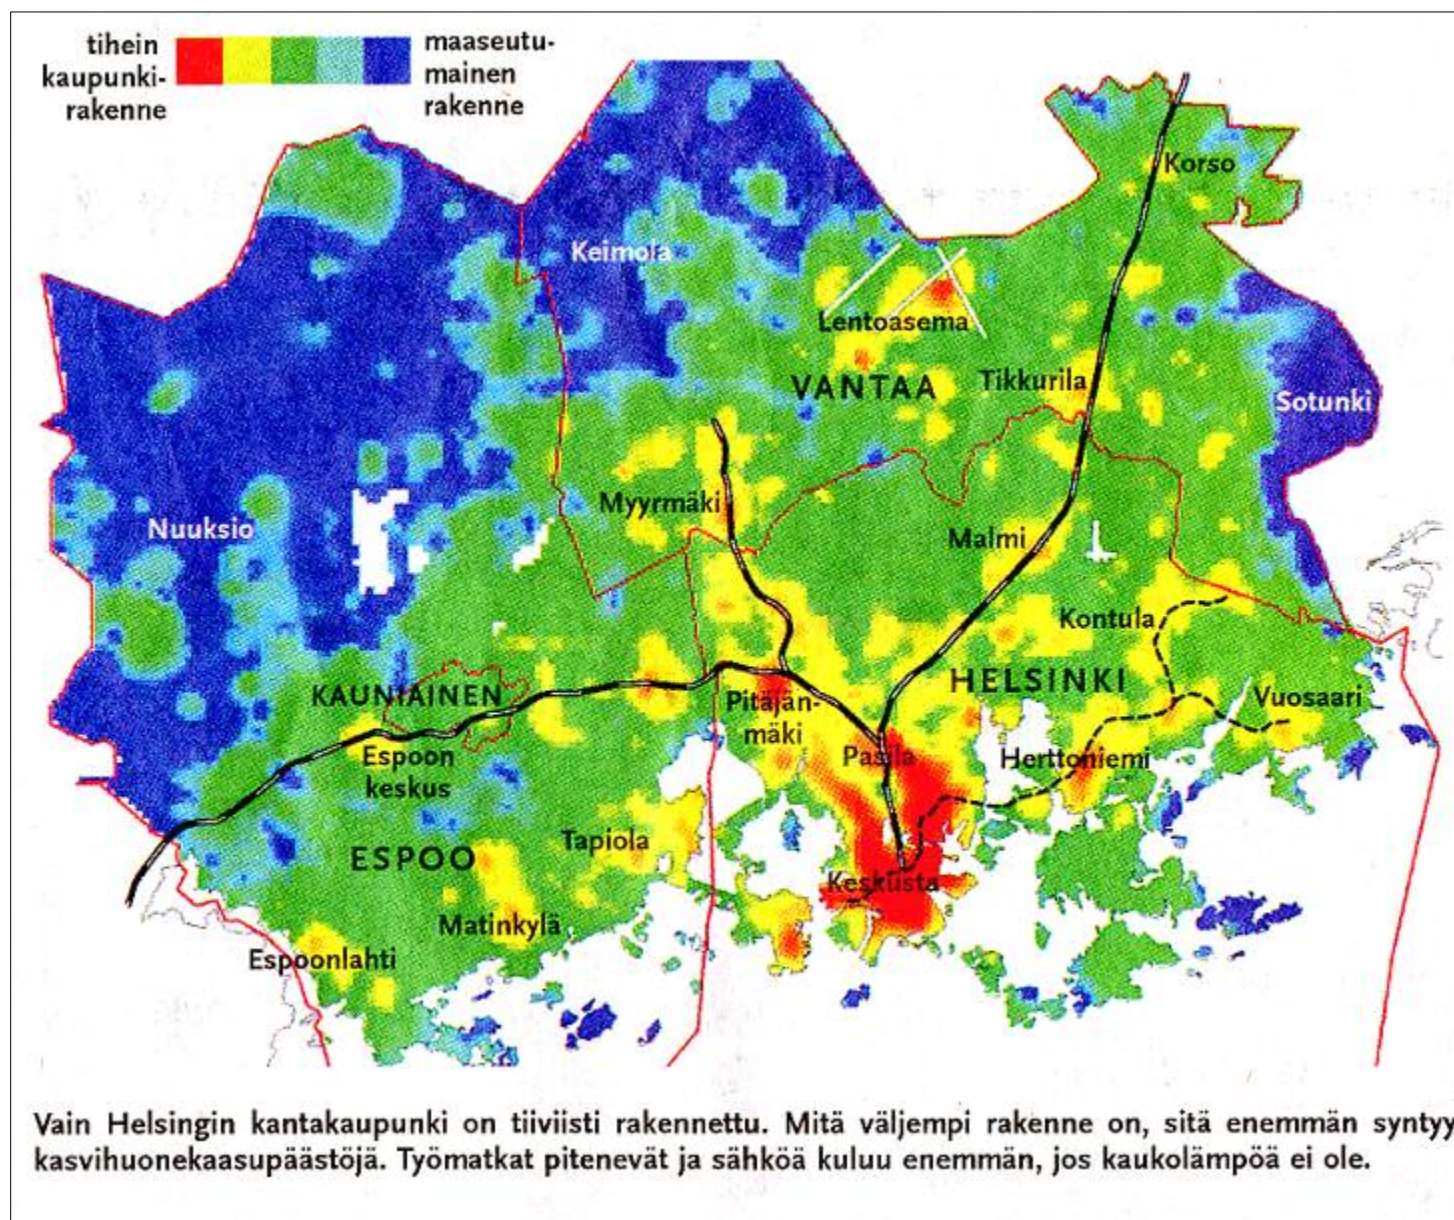 tihein
kaupunki-
rakenne
maaseutu-
mainen
rakenne
Korso
Keimola
Lentoasema
VANTAA
Tikkurila
Sotunki
Myyrmäki
Nuuksio
Malmi
Kontula
KAUNIAINEN
HELSINKI
Vuosaari
Pitäjän-
mäki
Espoon
keskus
Pasila
Herttoniemi
Tapiola
ESPOO
Keskusta
Matinkylä
Espoonlahti
Vain Helsingin kantakaupunki on tiiviisti rakennettu. Mitä väljempi rakenne on, sitä enemmän syntyy
kasvihuonekaasupäästöjä. Työmatkat pitenevät ja sähköä kuluu enemmän, jos kaukolämpöä ei ole.